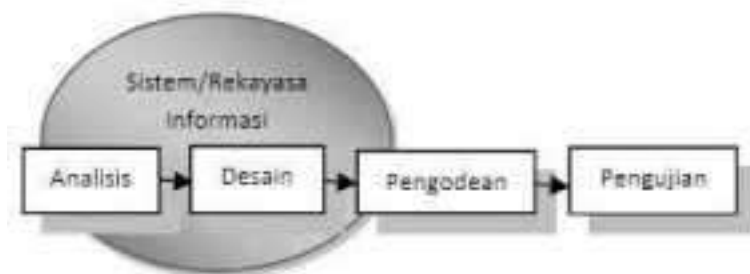 Sistem/Rekayasa
Informasi
Analisis
Desain
Pengodean
Pengujian